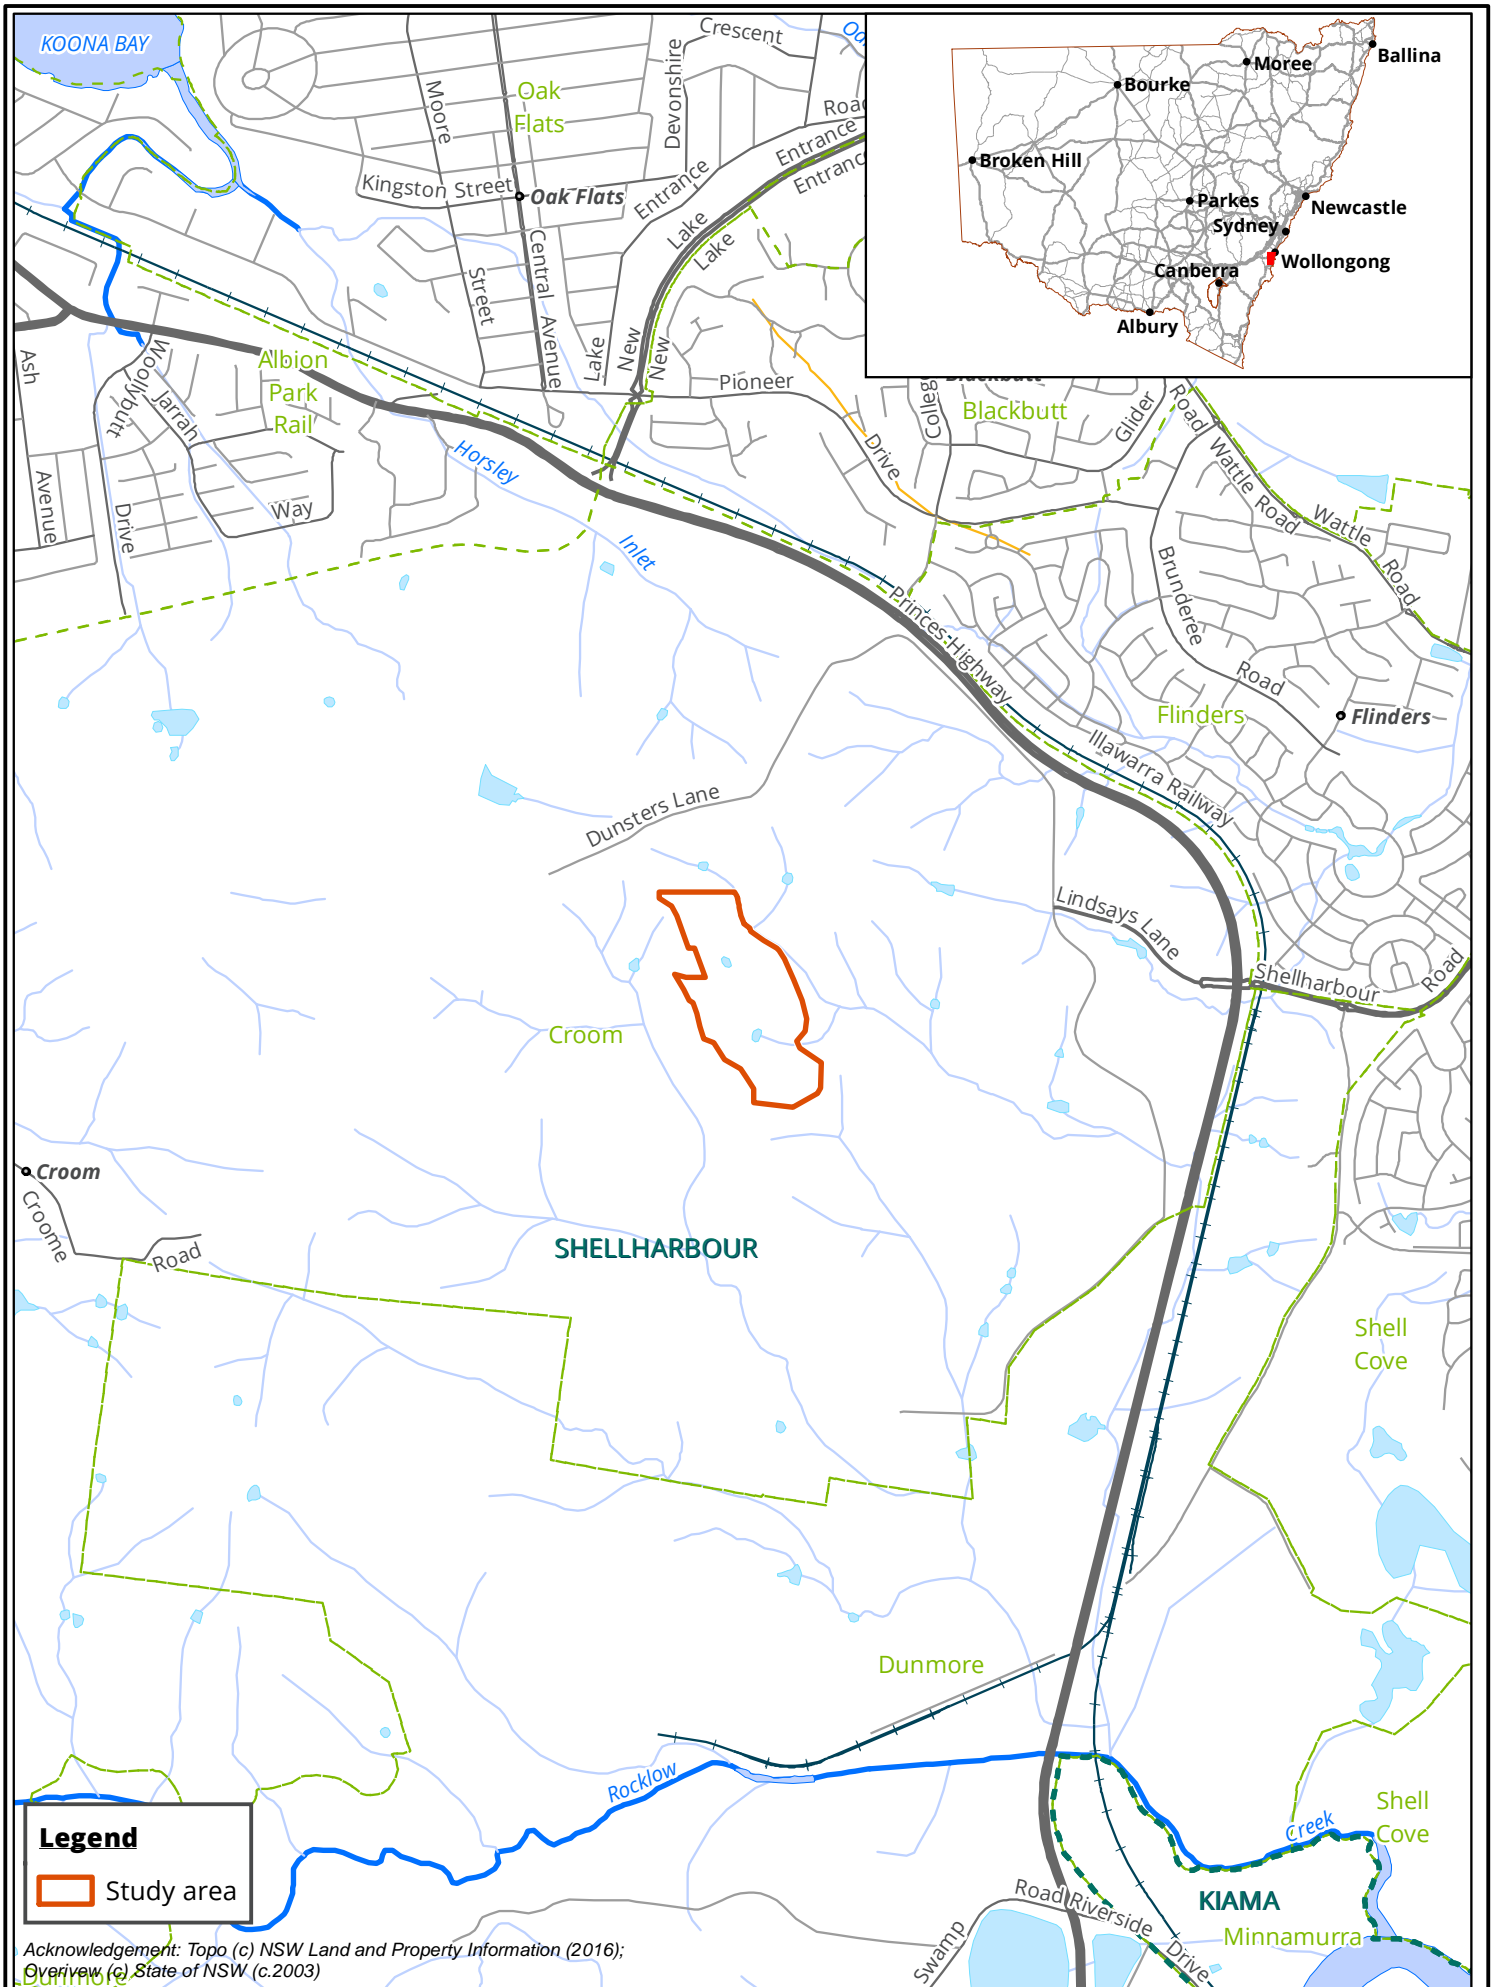 KOONA BAY
Crescent
Moore
Street
Oak
Flats
Devonshire
Road
Entrance
Entrance
Kingston Street
Oak Flats
Entrance
Lake
Lake
Central
Avenue
Lake
New
New
Ballina
Moree
Bourke
Broken Hill
Parkes
Newcastle
Sydney
Wollongong
Canberra
Albury
Ash
Avenue
Woollybutt
Drive
Jarrah
Way
Albion
Park
Rail
Pioneer
Drive
Blackbutt
Blackbutt
Glider
Road
Wattle Road
Wattle
Road
Horsley
Inlet
Brunderee
Road
Princes Highway
Flinders
Flinders
Illawarra Railway
Dunsters Lane
Lindsays Lane
Shellharbour
Road
Croom
Croom
Croome
Road
SHELLHARBOUR
Shell
Cove
Dunmore
Rocklow
Creek
Shell
Cove
KIAMA
Minnamurra
Road
Riverside
Drive
Swamp
Legend
Study area
Acknowledgement: Topo (c) NSW Land and Property Information (2016);
Overivew (c) State of NSW (c.2003)
Dunmore